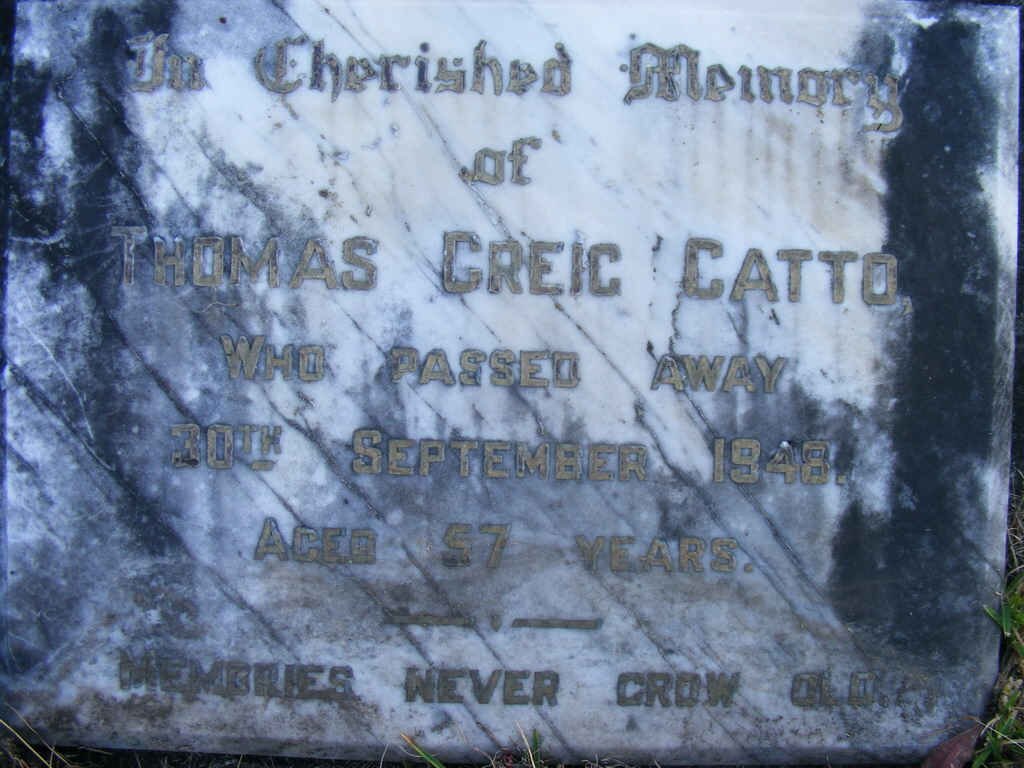 In Cherished Memory
of
THOMAS GREIG CATTO,
WHO PASSED AWAY
30TH SEPTEMBER 1948.
AGED 57 YEARS.
MEMORIES NEVER GROW OLD.